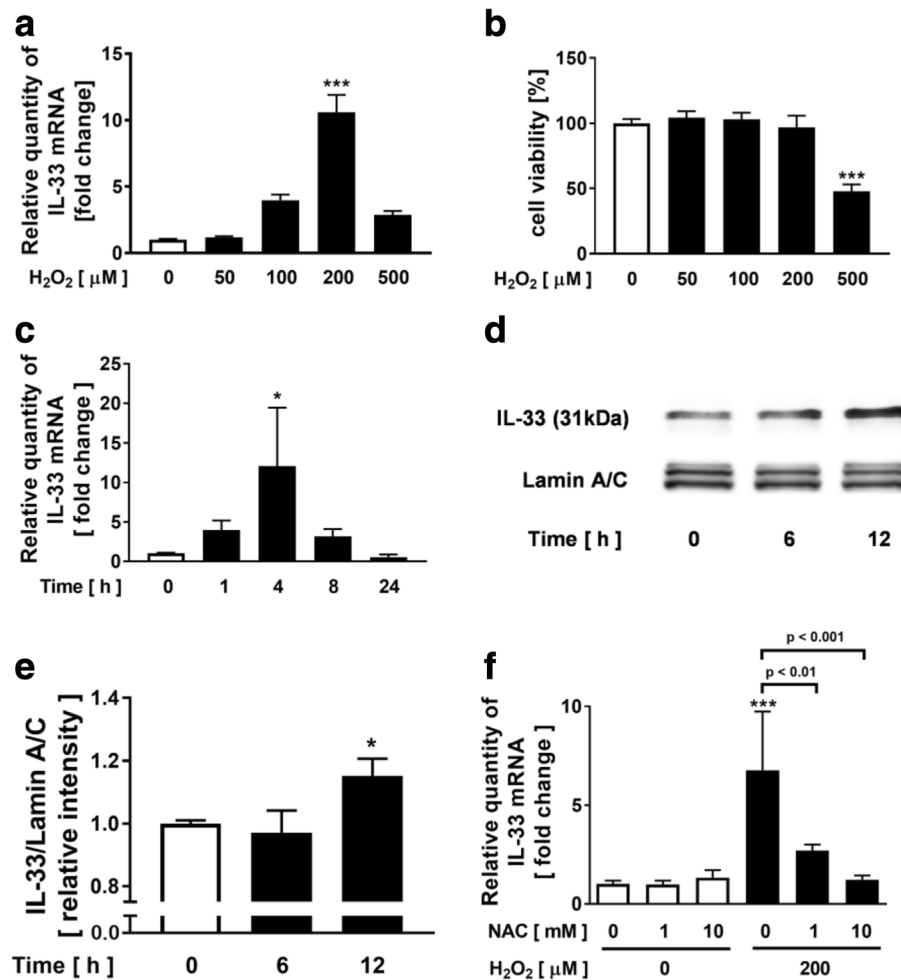 a
Relative quantity of
IL-33 mRNA
[fold change]
15
10
5
0
***
H₂O₂ [ μM ] 0 50 100 200 500
b
cell viability [%]
150
100
50
0
***
H₂O₂ [ μM ] 0 50 100 200 500
c
Relative quantity of
IL-33 mRNA
[ fold change ]
25
20
15
10
5
0
*
Time [ h ] 0 1 4 8 24
d
IL-33 (31kDa)
Lamin A/C
Time [ h ] 0 6 12
e
IL-33/Lamin A/C
[ relative intensity ]
1.4
1.2
1.0
0.8
0.0
*
Time [ h ] 0 6 12
f
Relative quantity of
IL-33 mRNA
[ fold change ]
10
5
0
p < 0.001
p < 0.01
***
NAC [ mM ] 0 1 10 0 1 10
H₂O₂ [ μM ] 0 200